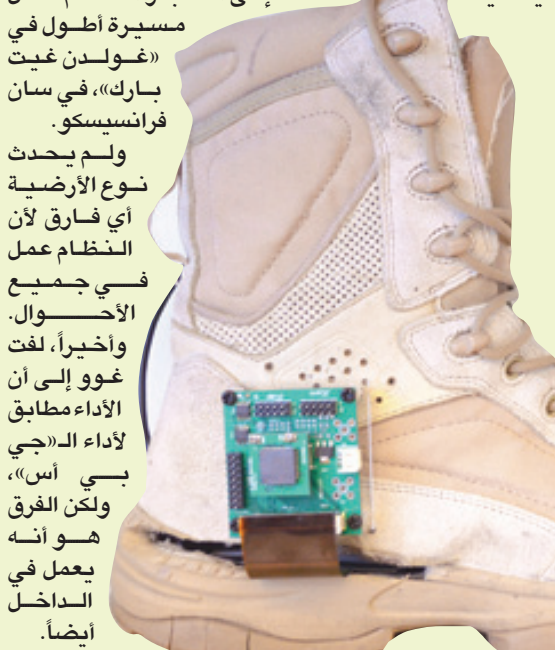 مسيرة أطول في
«غولدن غيت
بارك»، في سان
فرانسيسكو.
ولم يحدث
نوع الأرضية
أي فارق لأن
النظام عمل
في جميع
الأحوال.
وأخيراً، لفت
غوو إلى أن
الأداء مطابق
لأداء الـ«جي
بي أس»،
ولكن الفرق
هو أنه
يعمل في
الداخل
أيضاً.